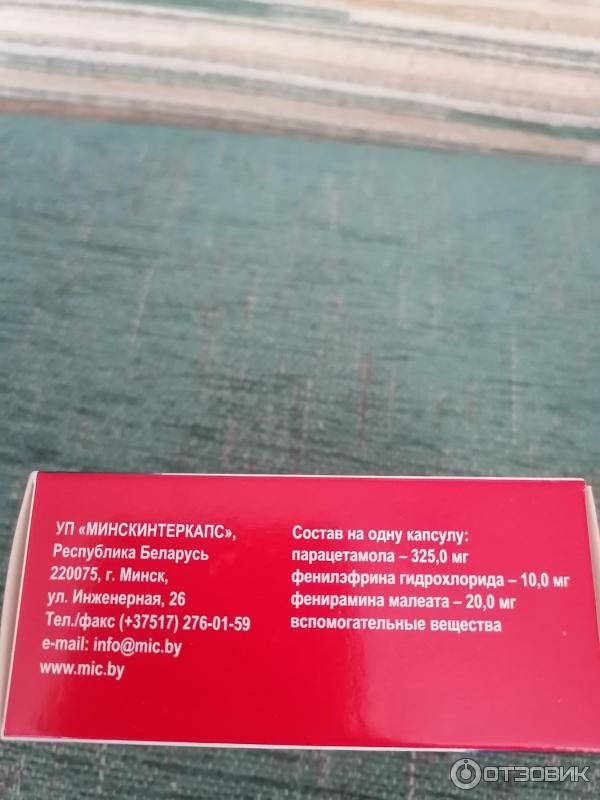 УП «МИНСКИНТЕРКАПС»,
Республика Беларусь
220075, г. Минск,
ул. Инженерная, 26
Тел./факс (+37517) 276-01-59
e-mail: info@mic.by
www.mic.by
Состав на одну капсулу:
парацетамола – 325,0 мг
фенилэфрина гидрохлорида – 10,0 мг
фенирамина малеата – 20,0 мг
вспомогательные вещества
ОТЗОВИК